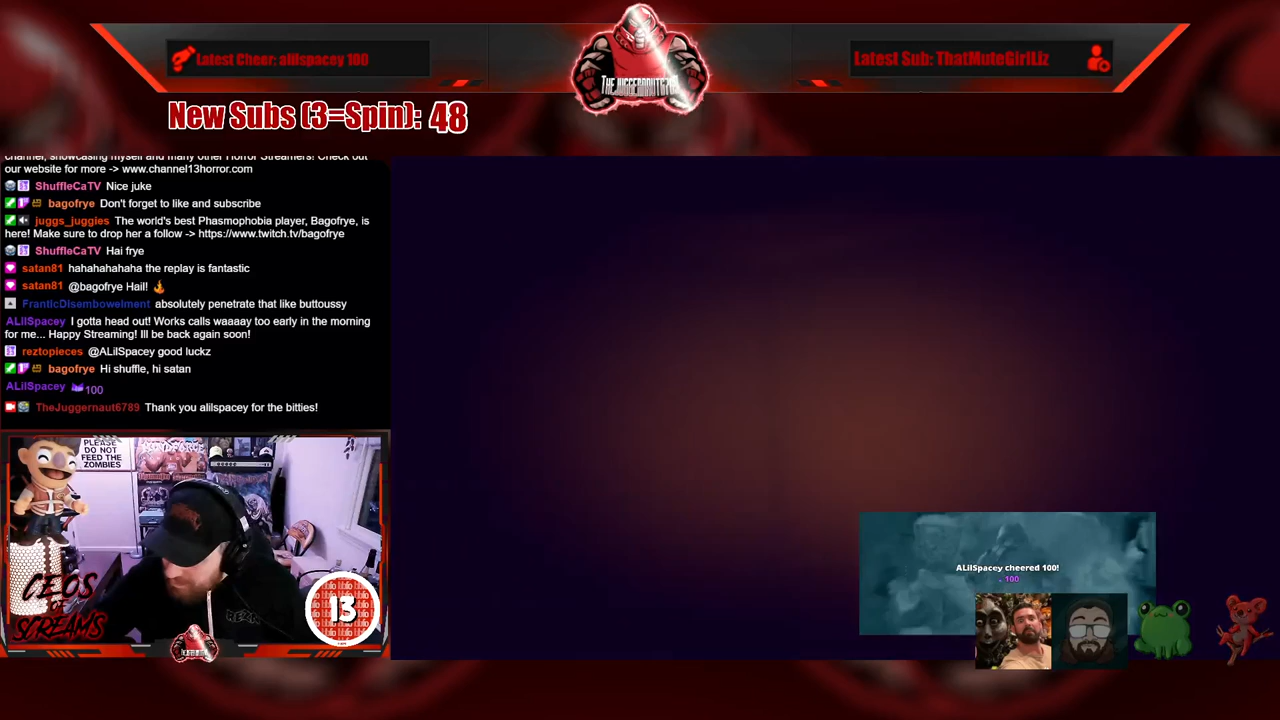 Latest Cheer: alilspacey 100
THEJUGGERNAUT6789
Latest Sub: ThatMuteGirlLiz
New Subs (3=Spin): 48
channel, showcasing myself and many other Horror Streamers! Check out
our website for more -> www.channel13horror.com
ShuffleCaTV Nice juke
bagofrye Don't forget to like and subscribe
juggs_juggies The world's best Phasmophobia player, Bagofrye, is
here! Make sure to drop her a follow -> https://www.twitch.tv/bagofrye
ShuffleCaTV Hai frye
satan81 hahahahahaha the replay is fantastic
satan81 @bagofrye Hail!
FranticDIsembowelment absolutely penetrate that like buttoussy
ALilSpacey I gotta head out! Works calls waaaay too early in the morning
for me... Happy Streaming! Ill be back again soon!
reztopieces @ALilSpacey good luckz
bagofrye Hi shuffle, hi satan
ALilSpacey 100
TheJuggernaut6789 Thank you alilspacey for the bitties!
PLEASE
DO NOT
FEED THE
ZOMBIES
CEOS
OF
SCREAMS
13
ALilSpacey cheered 100!
100